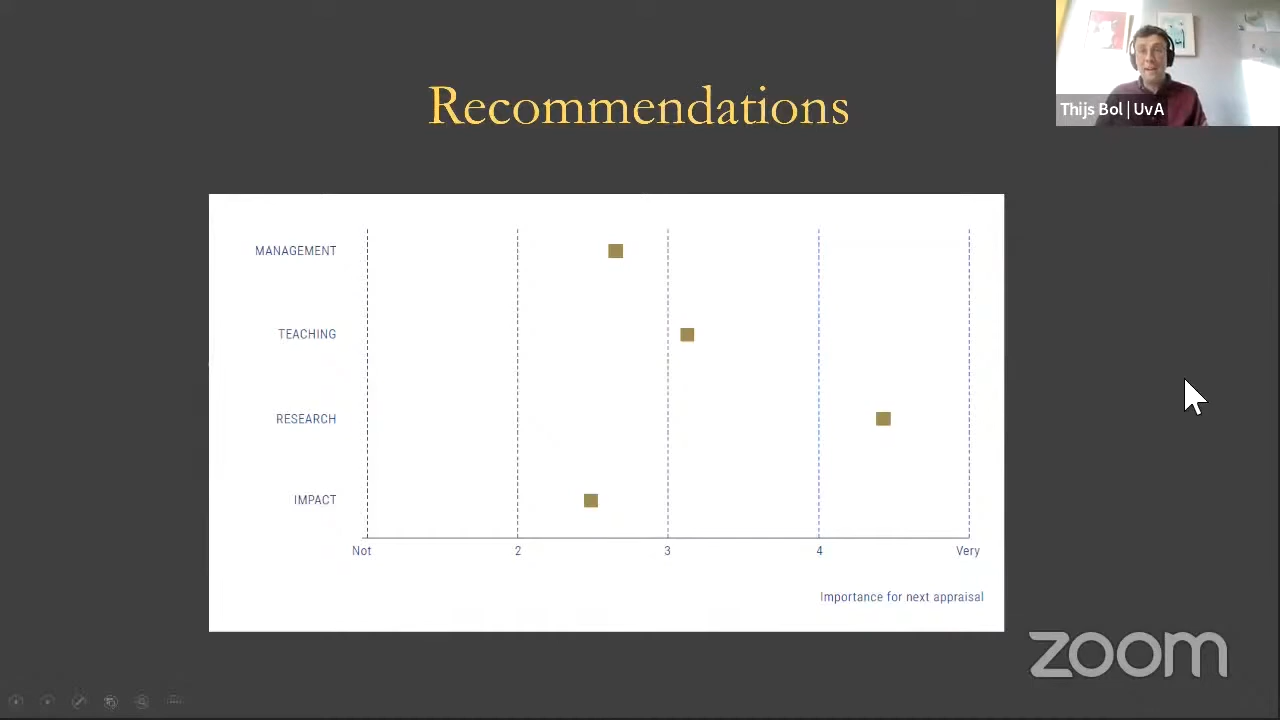 Recommendations
Thijs Bol | UvA
MANAGEMENT
TEACHING
RESEARCH
IMPACT
Not 2 3 4 Very
Importance for next appraisal
zoom